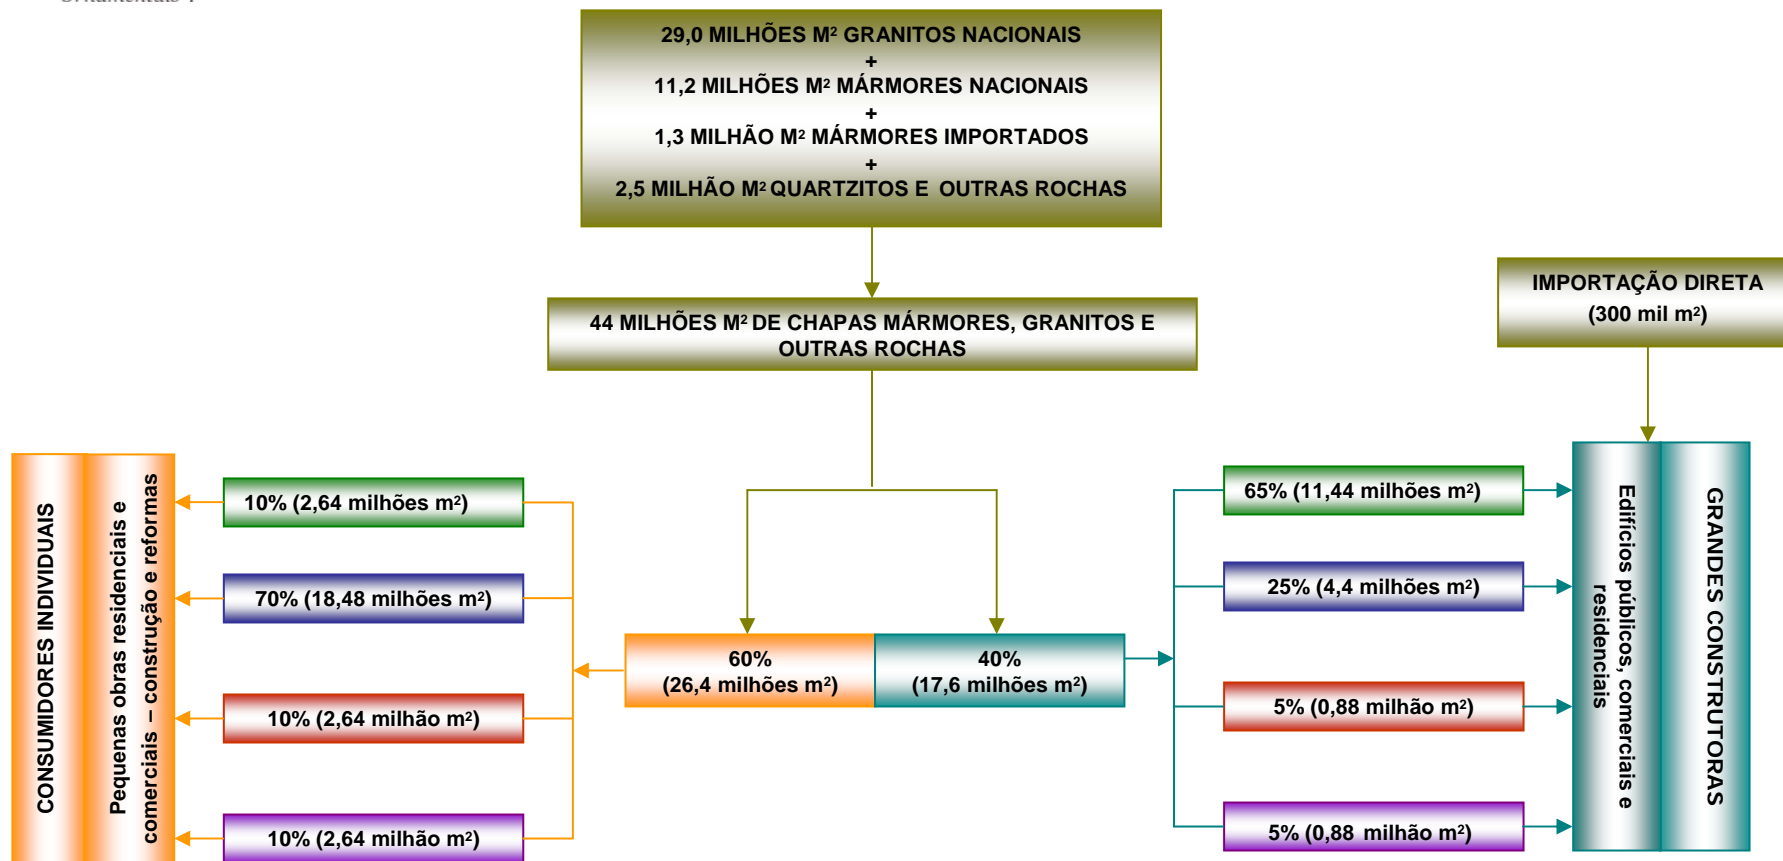 29,0 MILHÕES M² GRANITOS NACIONAIS
+
11,2 MILHÕES M² MÁRMORES NACIONAIS
+
1,3 MILHÃO M² MÁRMORES IMPORTADOS
+
2,5 MILHÃO M² QUARTZITOS E OUTRAS ROCHAS
IMPORTAÇÃO DIRETA
(300 mil m²)
44 MILHÕES M² DE CHAPAS MÁRMORES, GRANITOS E
OUTRAS ROCHAS
CONSUMIDORES INDIVIDUAIS
Pequenas obras residenciais e
comerciais – construção e reformas
10% (2,64 milhões m²)
70% (18,48 milhões m²)
10% (2,64 milhão m²)
10% (2,64 milhão m²)
60%
(26,4 milhões m²)
40%
(17,6 milhões m²)
65% (11,44 milhões m²)
25% (4,4 milhões m²)
5% (0,88 milhão m²)
5% (0,88 milhão m²)
Edifícios públicos, comerciais e
residenciais
GRANDES CONSTRUTORAS